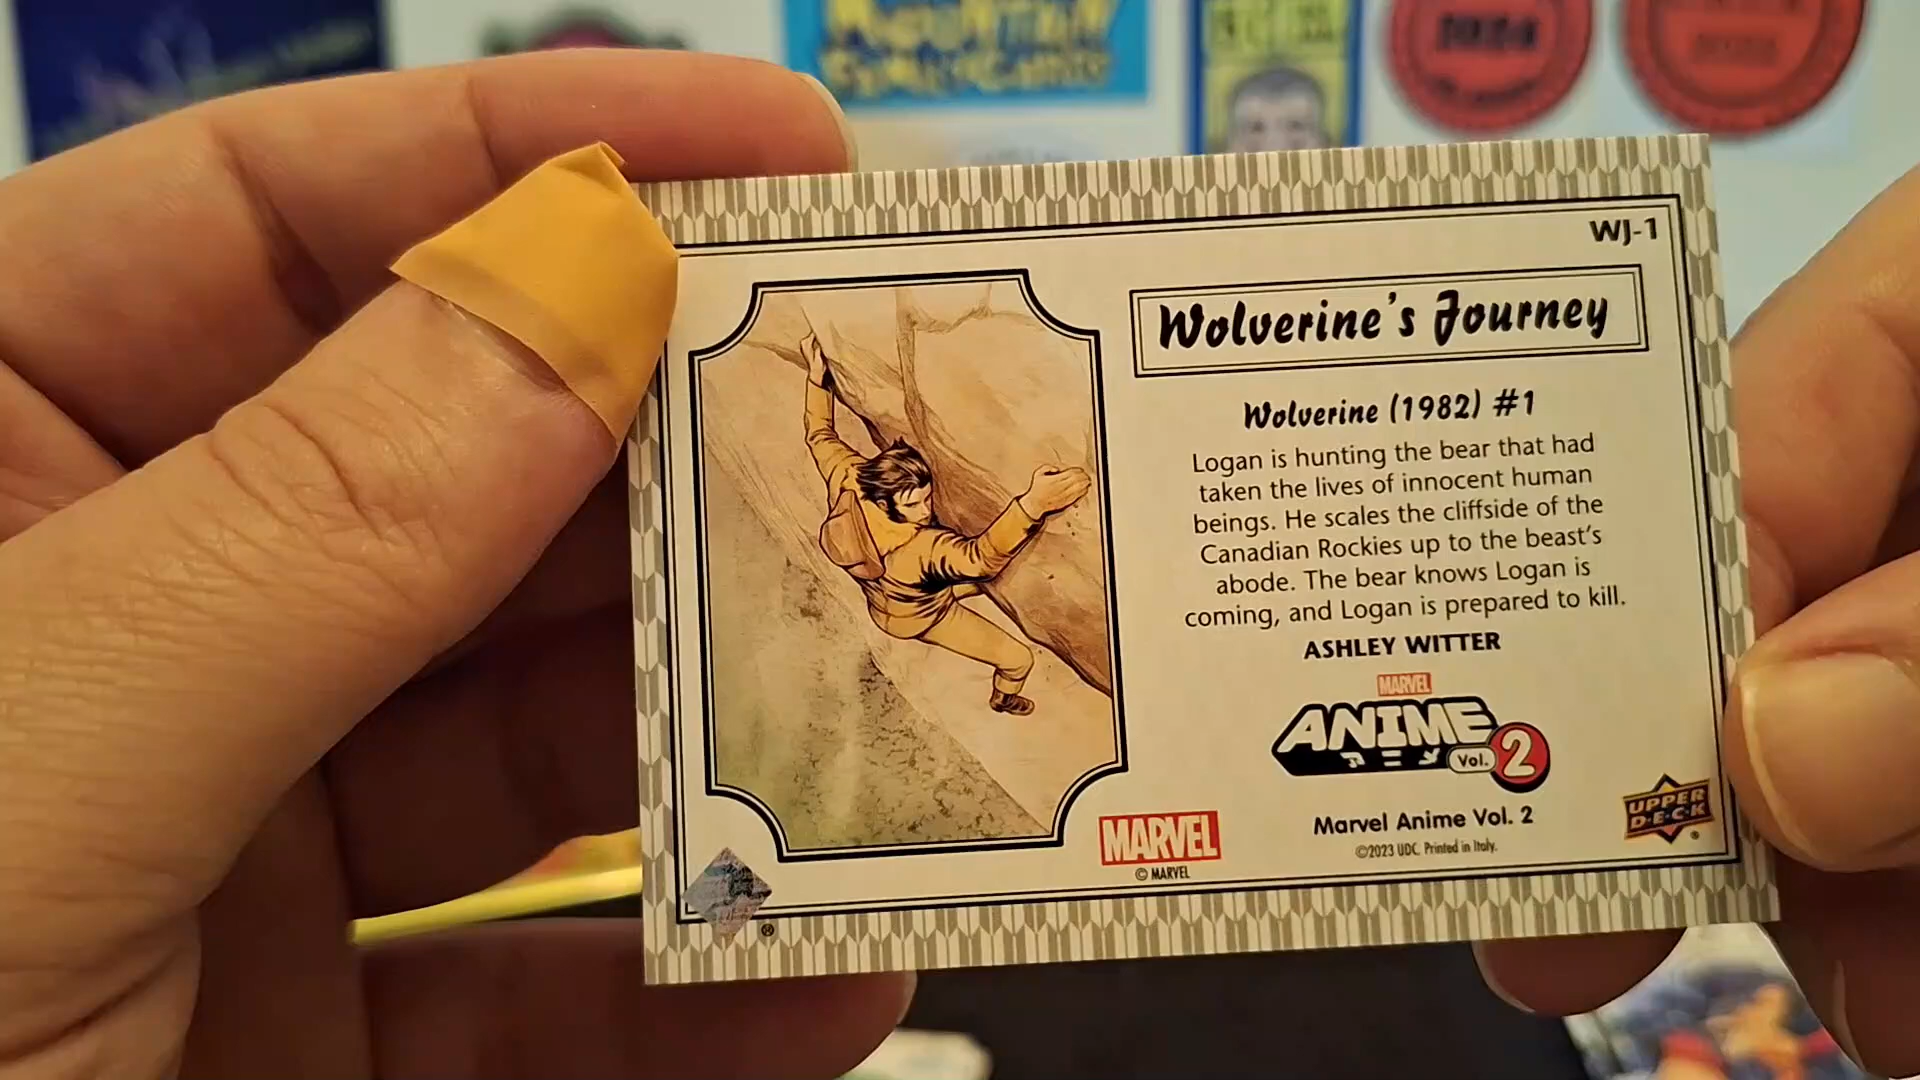 WJ-1
Wolverine's Journey
Wolverine (1982) #1
Logan is hunting the bear that had
taken the lives of innocent human
beings. He scales the cliffside of the
Canadian Rockies up to the beast's
abode. The bear knows Logan is
coming, and Logan is prepared to kill.
ASHLEY WITTER
MARVEL
ANIME
アニメ
Vol. 2
Marvel Anime Vol. 2
©2023 UDC. Printed in Italy.
MARVEL
© MARVEL
UPPER
D·E·C·K
®
®